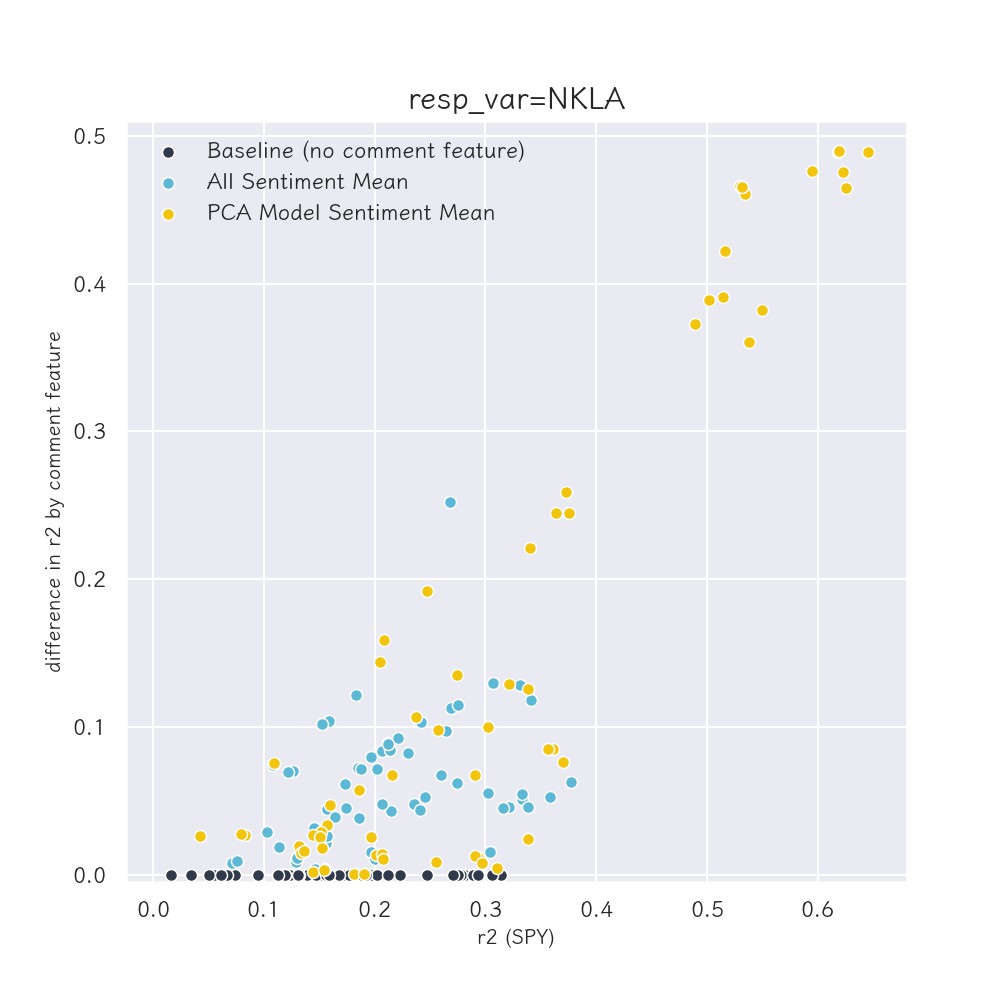 resp_var=NKLA
Baseline (no comment feature)
All Sentiment Mean
PCA Model Sentiment Mean
difference in r2 by comment feature
0.5
0.4
0.3
0.2
0.1
0.0
0.0 0.1 0.2 0.3 0.4 0.5 0.6
r2 (SPY)